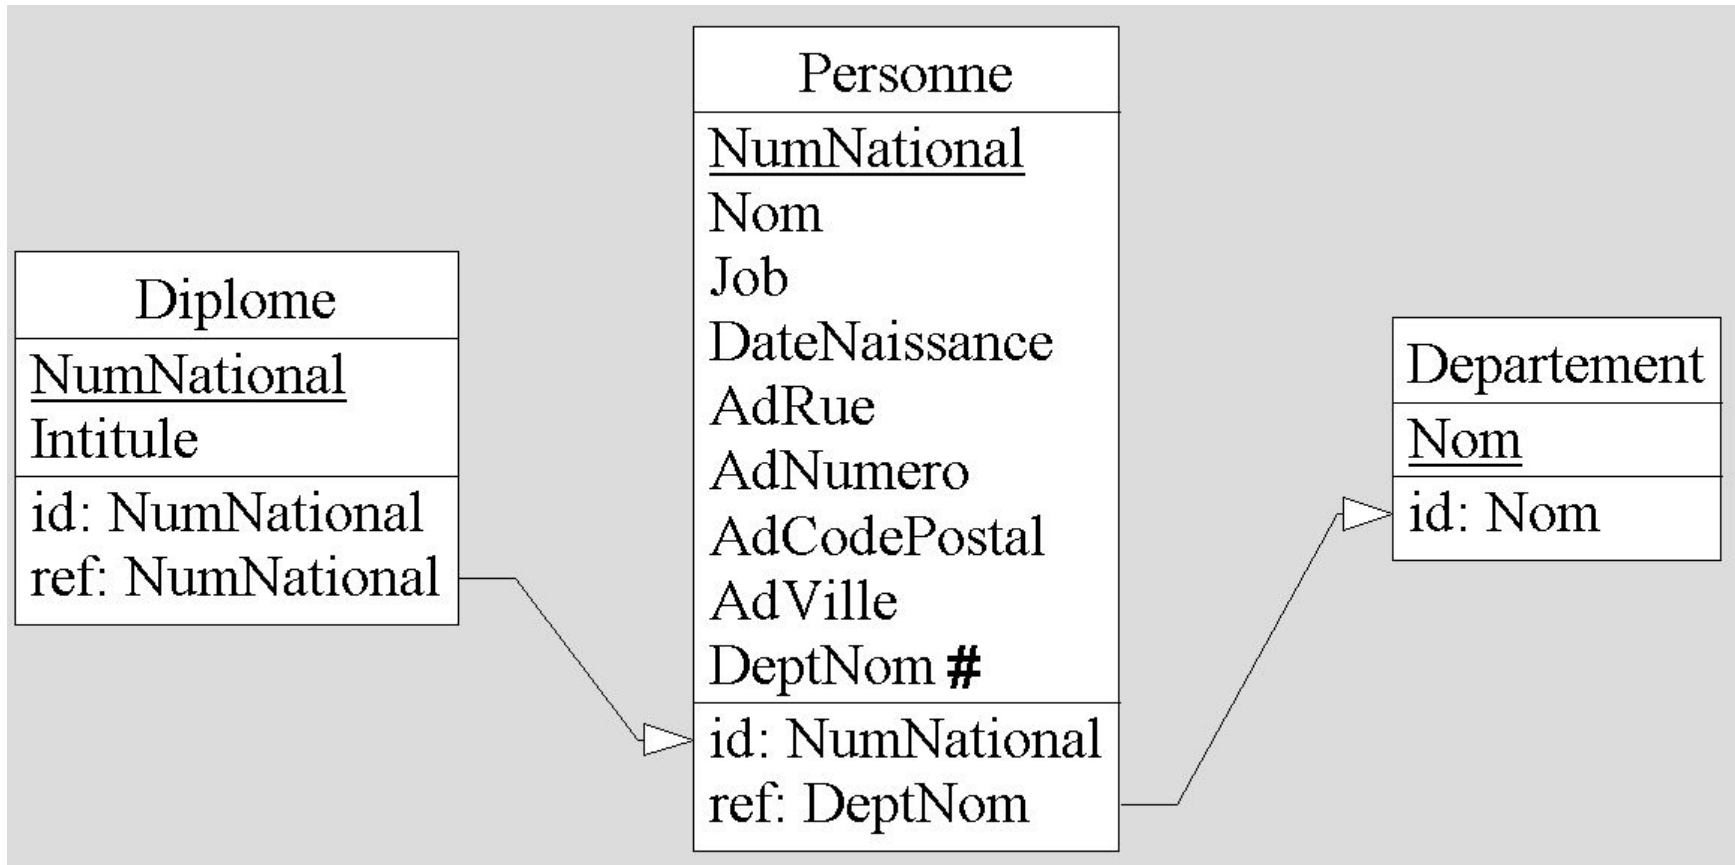 Diplome
NumNational
Intitule
id: NumNational
ref: NumNational
Personne
NumNational
Nom
Job
DateNaissance
AdRue
AdNumero
AdCodePostal
AdVille
DeptNom #
id: NumNational
ref: DeptNom
Departement
Nom
id: Nom